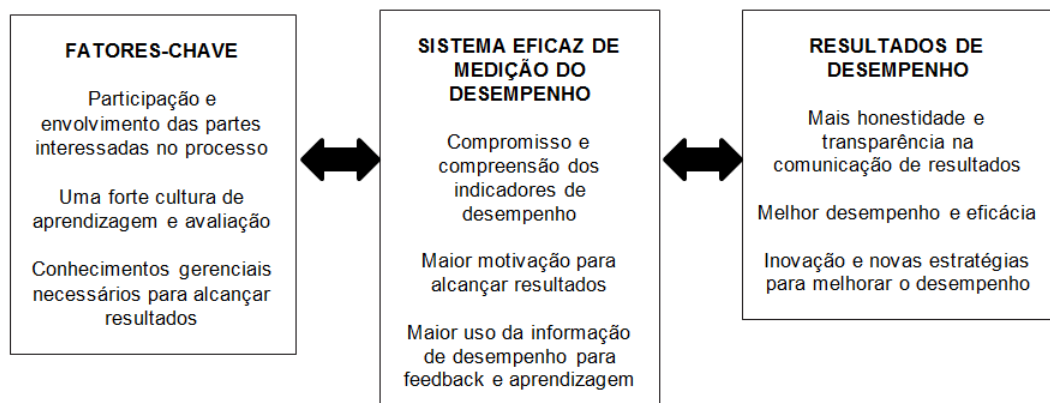 FATORES-CHAVE
Participação e
envolvimento das partes
interessadas no processo
Uma forte cultura de
aprendizagem e avaliação
Conhecimentos gerenciais
necessários para alcançar
resultados
SISTEMA EFICAZ DE
MEDIÇÃO DO
DESEMPENHO
Compromisso e
compreensão dos
indicadores de
desempenho
Maior motivação para
alcançar resultados
Maior uso da informação
de desempenho para
feedback e aprendizagem
RESULTADOS DE
DESEMPENHO
Mais honestidade e
transparência na
comunicação de resultados
Melhor desempenho e eficácia
Inovação e novas estratégias
para melhorar o desempenho